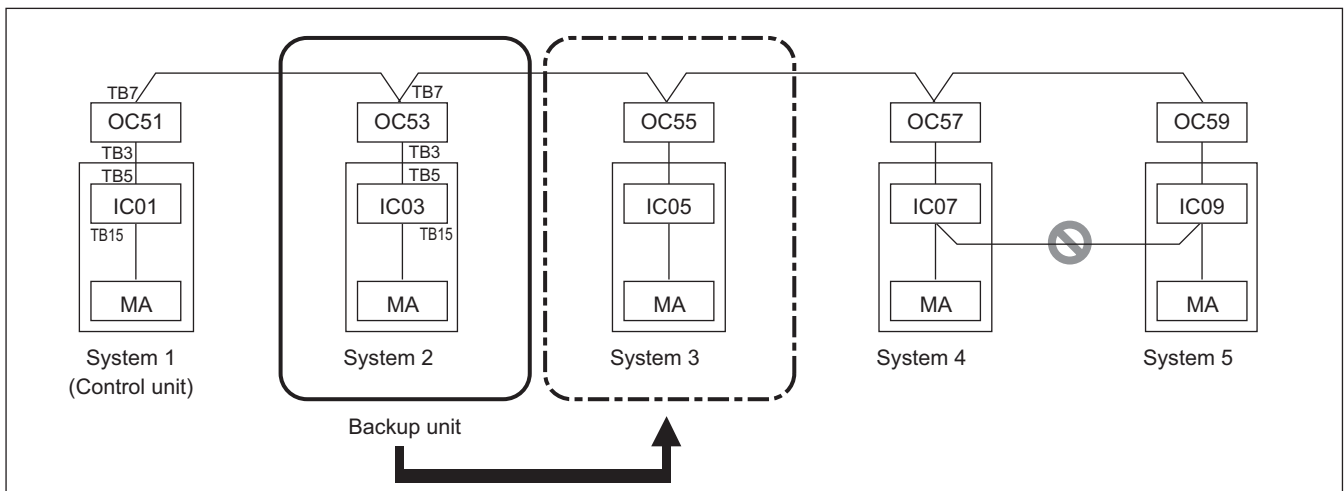 TB7 TB7
OC51 OC53 OC55 OC57 OC59
TB3 TB3
TB5 TB5
IC01 IC03 IC05 IC07 IC09
TB15 TB15
MA MA MA MA MA
System 1 System 2 System 3 System 4 System 5
(Control unit)
Backup unit